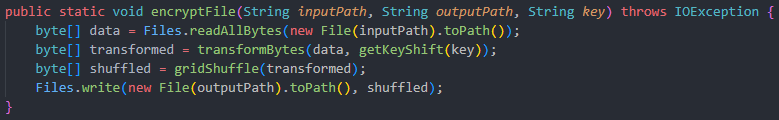 public static void encryptFile(String inputPath, String outputPath, String key) throws IOException {
    byte[] data = Files.readAllBytes(new File(inputPath).toPath());
    byte[] transformed = transformBytes(data, getKeyShift(key));
    byte[] shuffled = gridShuffle(transformed);
    Files.write(new File(outputPath).toPath(), shuffled);
}